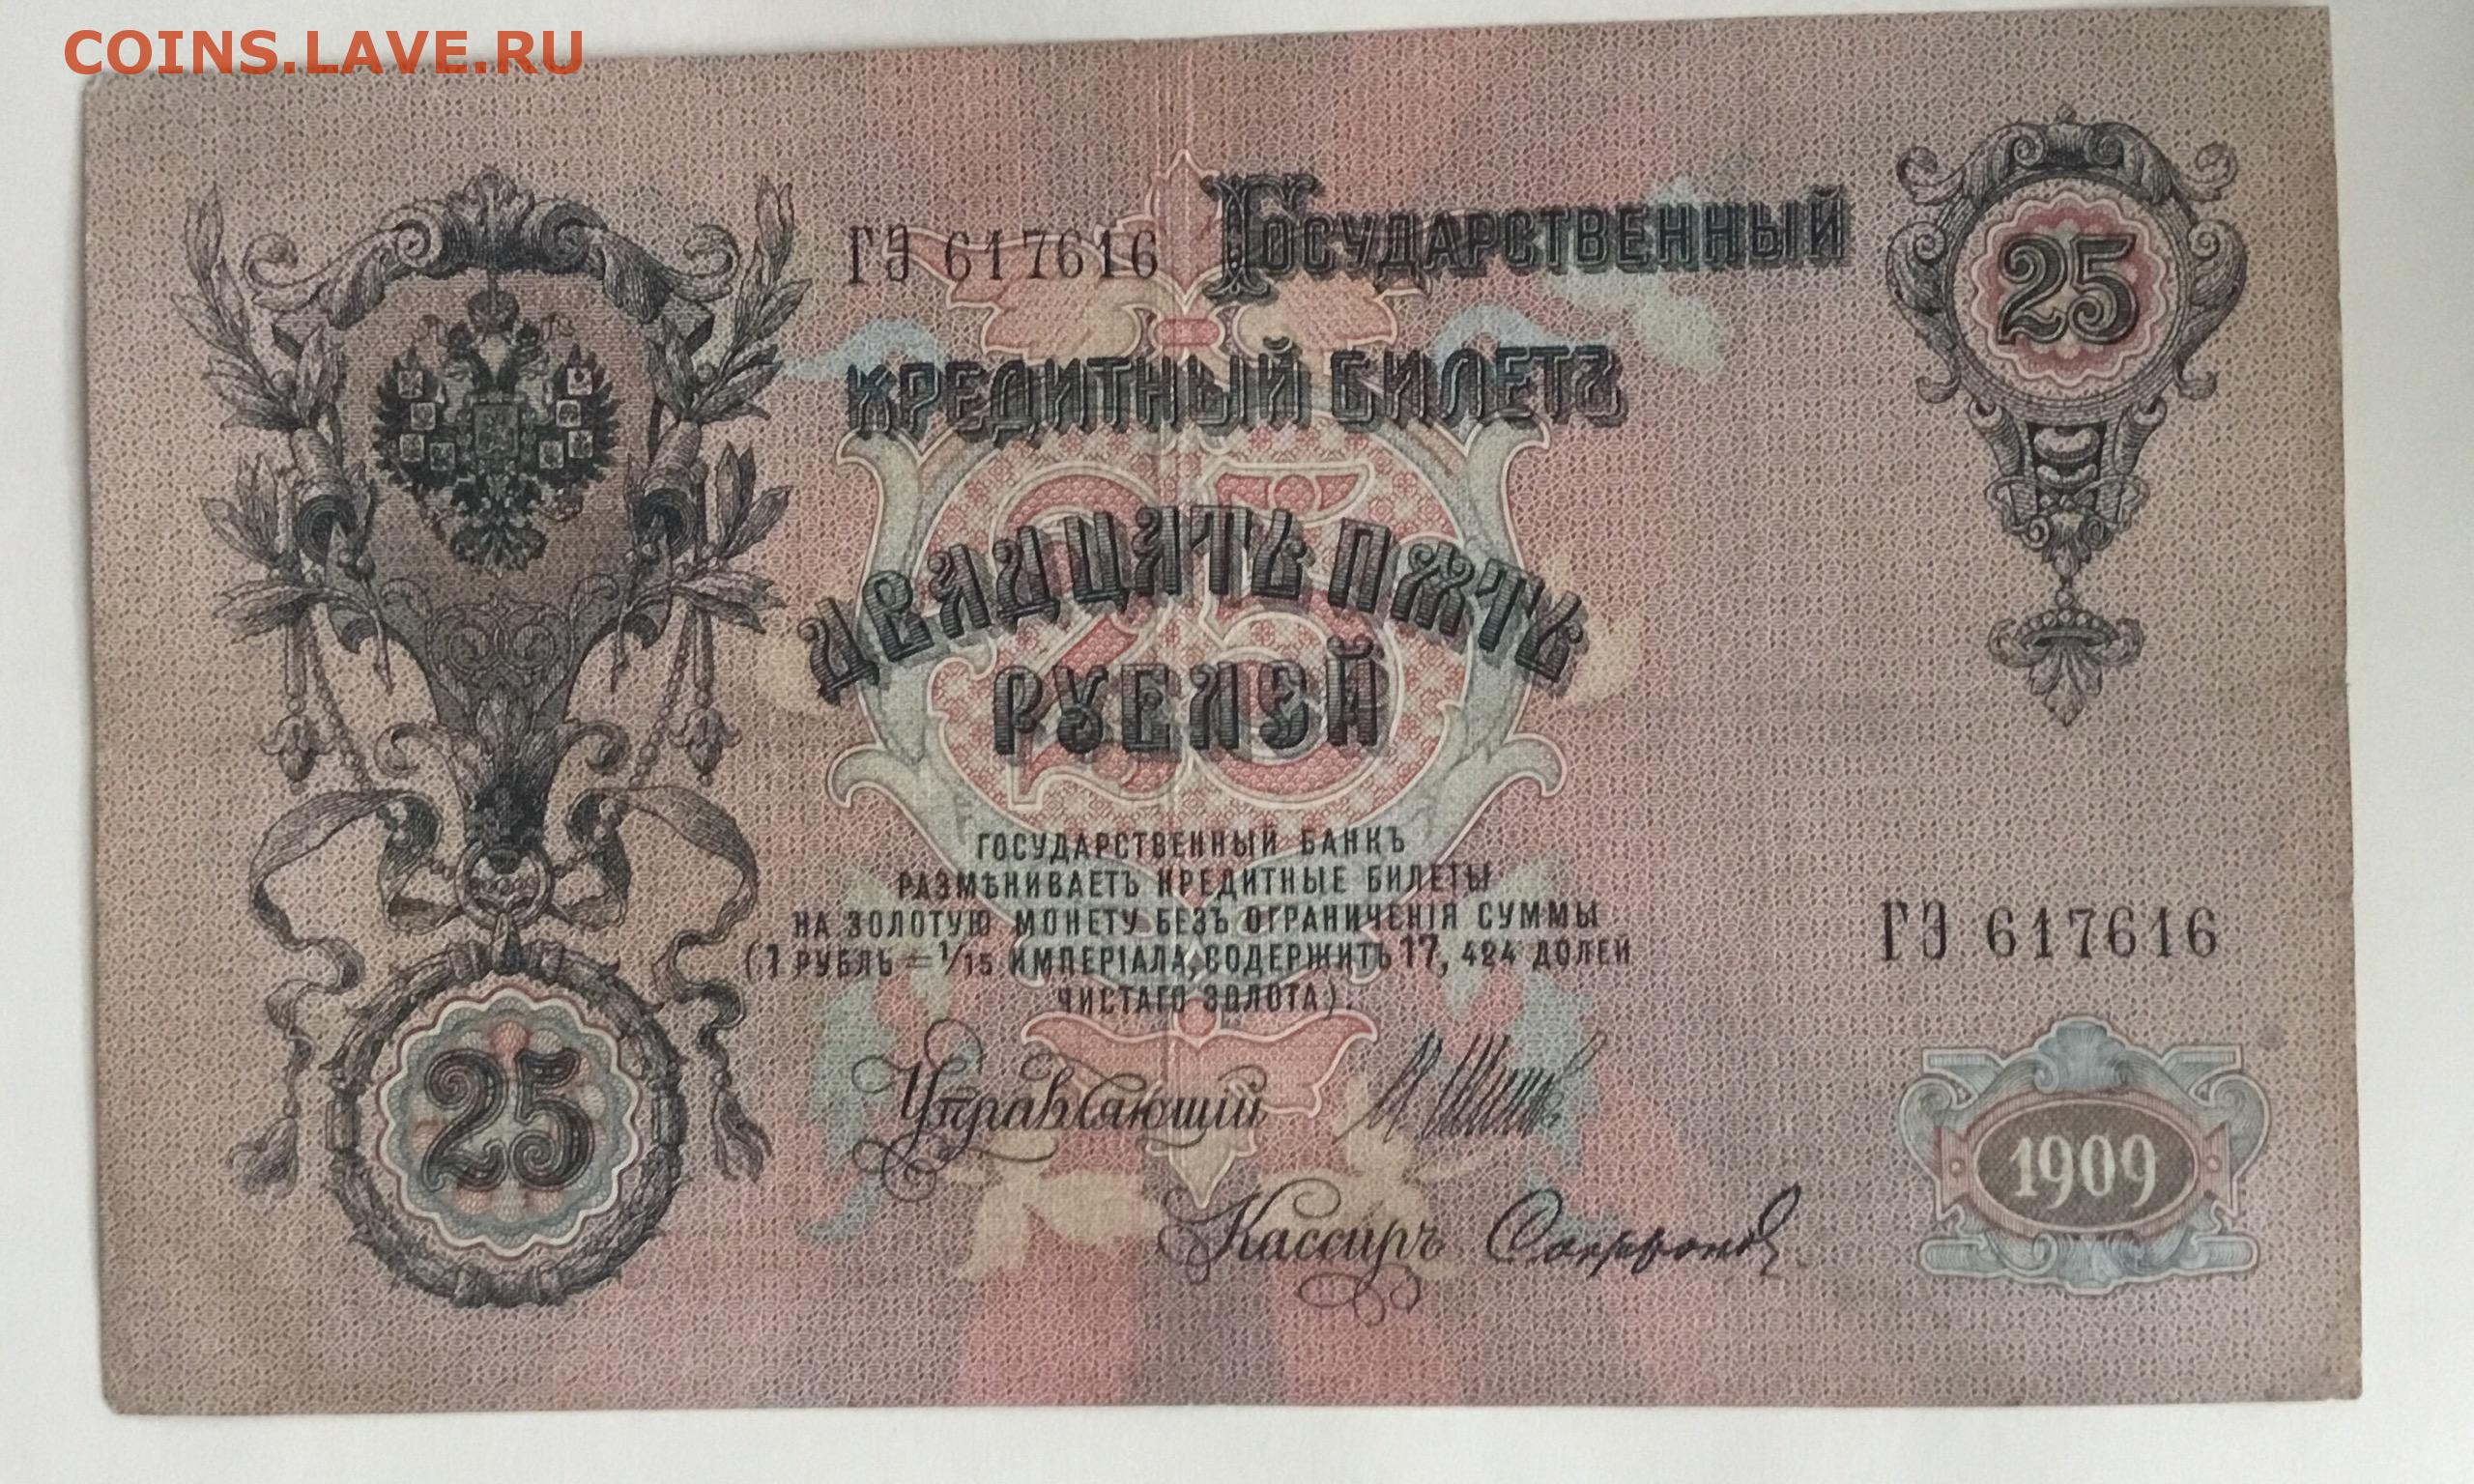 COINS.LAVE.RU
ГЭ 617616 ГОСУДАРСТВЕННЫЙ
25
КРЕДИТНЫЙ БИЛЕТЪ
ДВАДЦАТЬ ПЯТЬ
РУБЛЕЙ
ГОСУДАРСТВЕННЫЙ БАНКЪ
РАЗМѢНИВАЕТЪ КРЕДИТНЫЕ БИЛЕТЫ
НА ЗОЛОТУЮ МОНЕТУ БЕЗЪ ОГРАНИЧЕНІЯ СУММЫ
(1 РУБЛЬ = 1/15 ИМПЕРІАЛА, СОДЕРЖИТЪ 17, 424 ДОЛЕЙ
ЧИСТАГО ЗОЛОТА).
ГЭ 617616
25
Управляющій
Кассиръ
1909